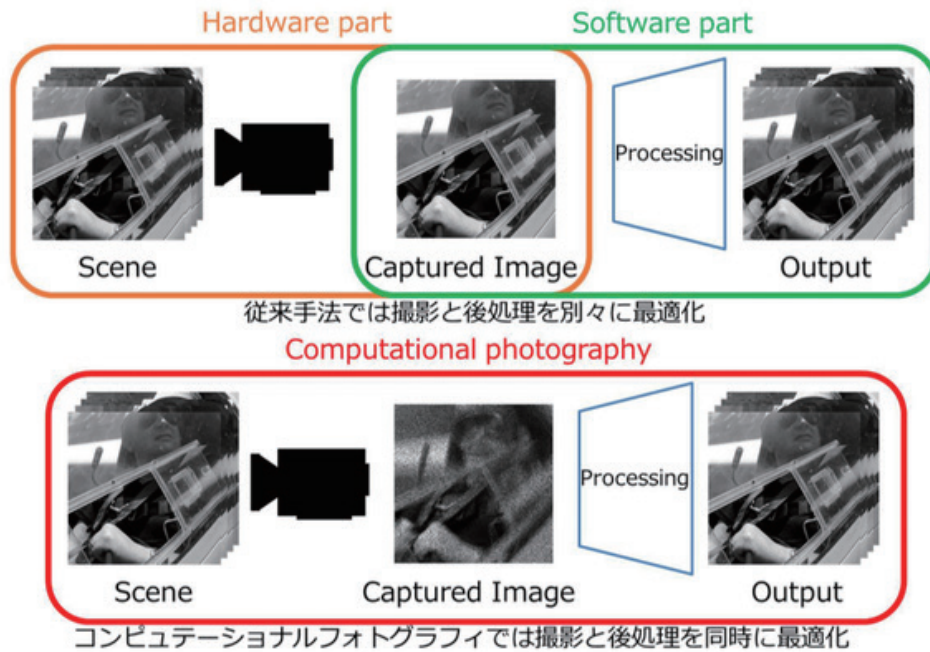 Hardware part Software part
Processing
Scene Captured Image Output
従来手法では撮影と後処理を別々に最適化
Computational photography
Processing
Scene Captured Image Output
コンピュテーショナルフォトグラフィでは撮影と後処理を同時に最適化